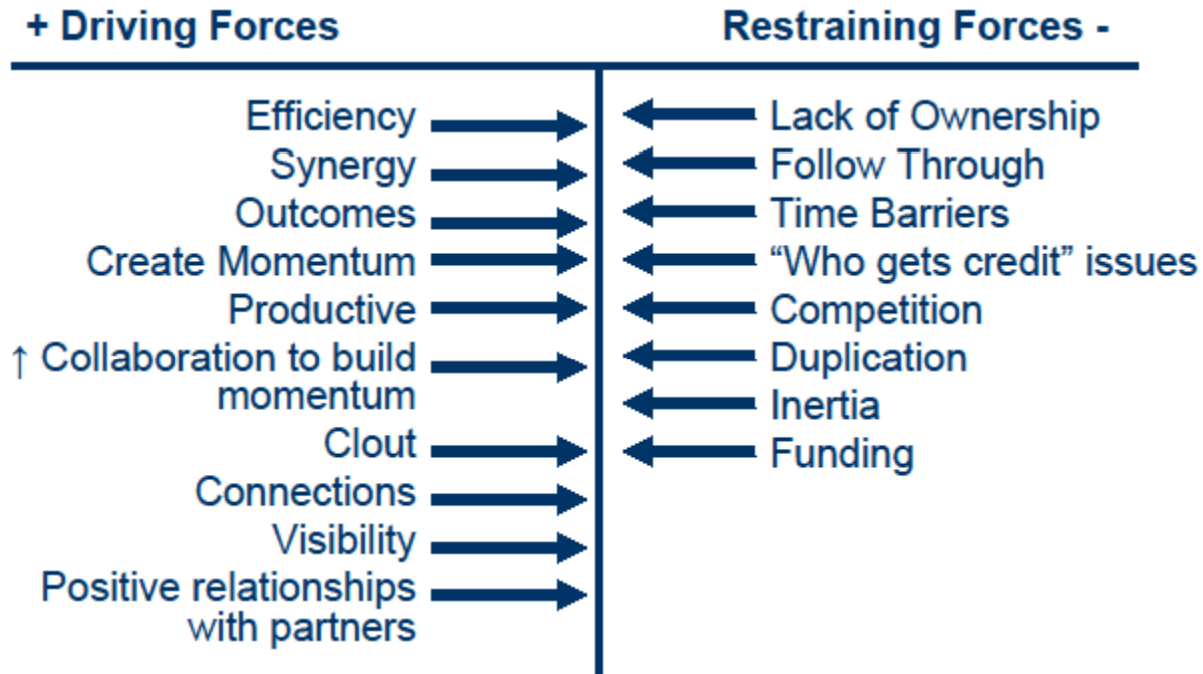 + Driving Forces
Restraining Forces -
Efficiency
Synergy
Outcomes
Create Momentum
Productive
↑ Collaboration to build
momentum
Clout
Connections
Visibility
Positive relationships
with partners
Lack of Ownership
Follow Through
Time Barriers
“Who gets credit” issues
Competition
Duplication
Inertia
Funding